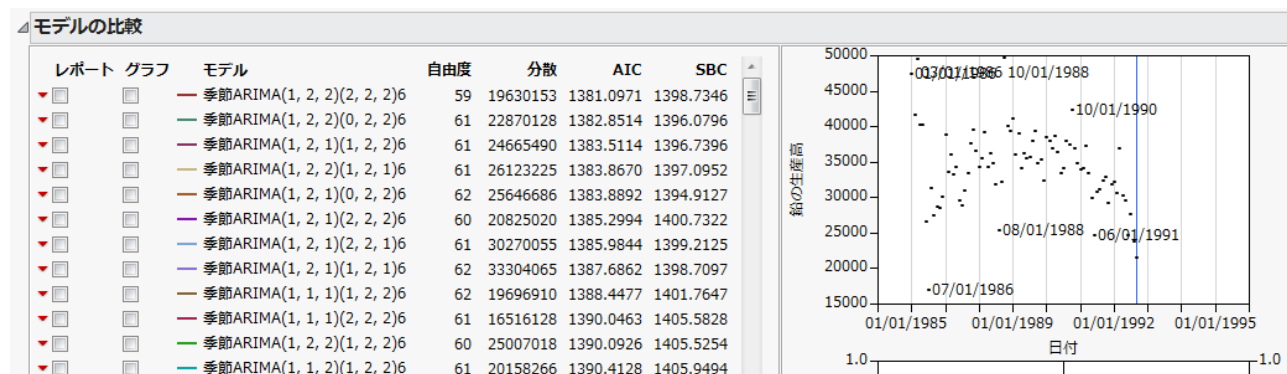 モデルの比較
レポート グラフ モデル 自由度 分散 AIC SBC
季節ARIMA(1, 2, 2)(2, 2, 2)6 59 19630153 1381.0971 1398.7346
季節ARIMA(1, 2, 2)(0, 2, 2)6 61 22870128 1382.8514 1396.0796
季節ARIMA(1, 2, 1)(1, 2, 2)6 61 24665490 1383.5114 1396.7396
季節ARIMA(1, 2, 2)(1, 2, 1)6 61 26123225 1383.8670 1397.0952
季節ARIMA(1, 2, 1)(0, 2, 2)6 62 25646686 1383.8892 1394.9127
季節ARIMA(1, 2, 1)(2, 2, 2)6 60 20825020 1385.2994 1400.7322
季節ARIMA(1, 2, 1)(2, 2, 1)6 61 30270055 1385.9844 1399.2125
季節ARIMA(1, 2, 1)(1, 2, 1)6 62 33304065 1387.6862 1398.7097
季節ARIMA(1, 1, 1)(1, 2, 2)6 62 19696910 1388.4477 1401.7647
季節ARIMA(1, 1, 1)(2, 2, 2)6 61 16516128 1390.0463 1405.5828
季節ARIMA(1, 2, 2)(1, 2, 2)6 60 25007018 1390.0926 1405.5254
季節ARIMA(1, 1, 2)(1, 2, 2)6 61 20158266 1390.4128 1405.9494
鉛の生産高
50000
45000
40000
35000
30000
25000
20000
15000
10/01/1988
10/01/1990
08/01/1988
06/01/1991
07/01/1986
01/01/1985
01/01/1989
01/01/1992
01/01/1995
日付
1.0
1.0